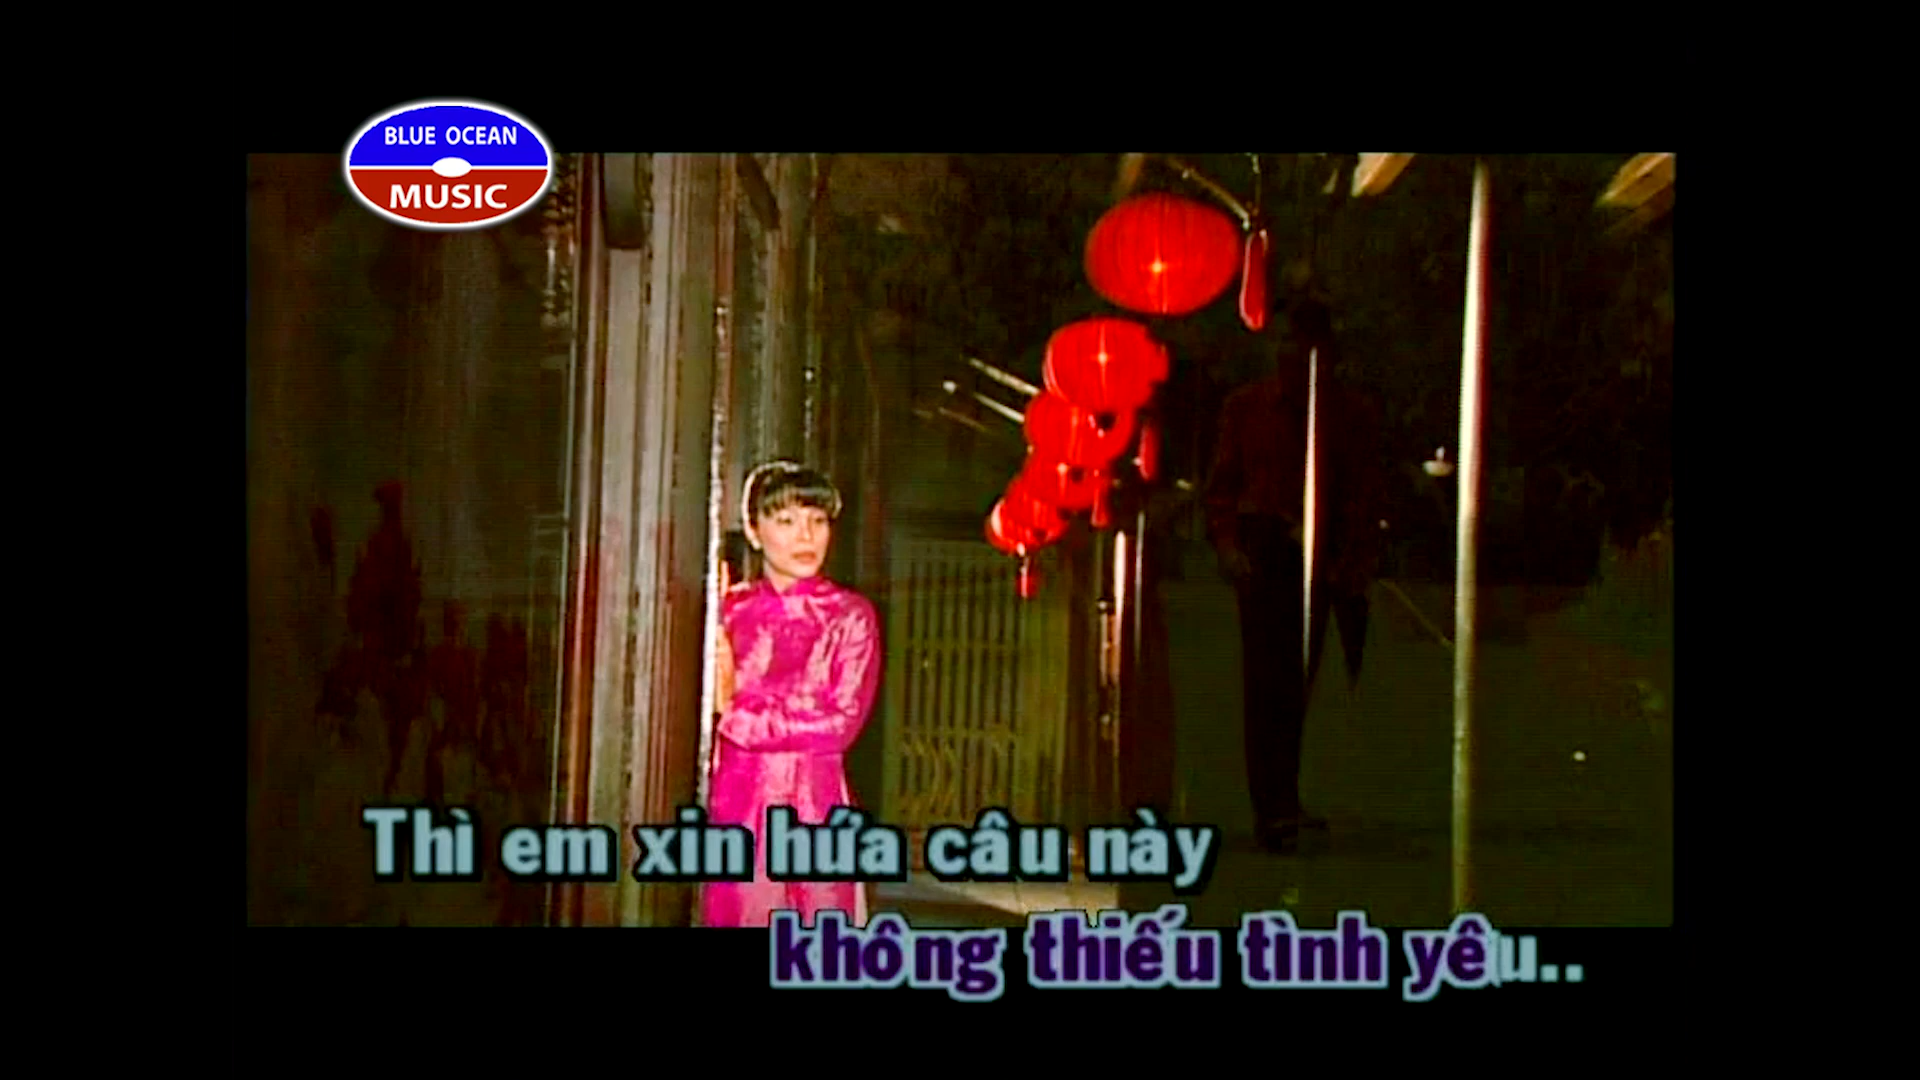 BLUE OCEAN
MUSIC
Thì em xin hứa câu này
không thiếu tình yêu..